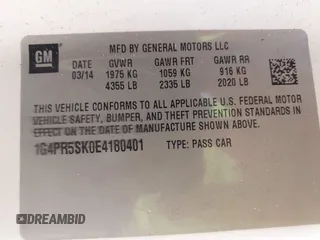 GM
MFD BY GENERAL MOTORS LLC
DATE GVWR GAWR FRT GAWR RR
03/14 1975 KG 1059 KG 916 KG
4355 LB 2335 LB 2020 LB
THIS VEHICLE CONFORMS TO ALL APPLICABLE U.S. FEDERAL MOTOR
VEHICLE SAFETY, BUMPER, AND THEFT PREVENTION STANDARDS IN
EFFECT ON THE DATE OF MANUFACTURE SHOWN ABOVE.
1G4PR5SK0E4180401 TYPE: PASS CAR
DREAMBID